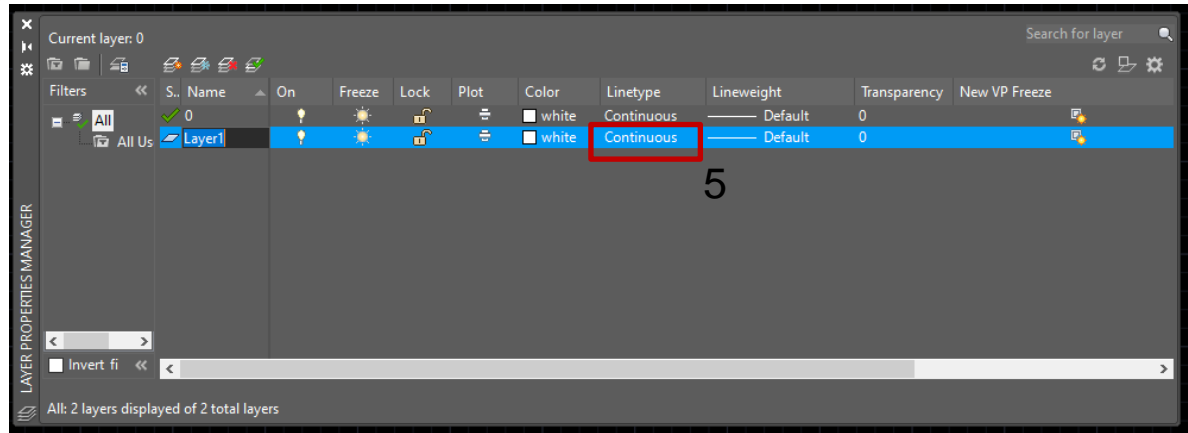 Current layer: 0
Search for layer
Filters
S.. Name On Freeze Lock Plot Color Linetype Lineweight Transparency New VP Freeze
All
0 white Continuous Default 0
All Us
Layer1 white Continuous Default 0
5
LAYER PROPERTIES MANAGER
Invert fi
All: 2 layers displayed of 2 total layers